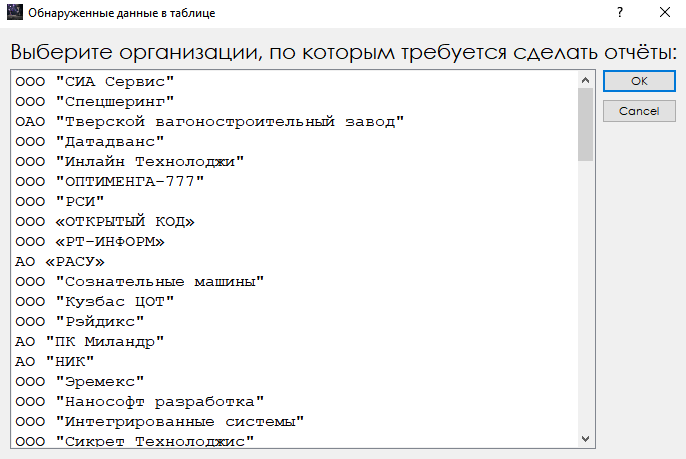 Обнаруженные данные в таблице
Выберите организации, по которым требуется сделать отчёты:
ООО "СИА Сервис"
ООО "Спецшеринг"
ОАО "Тверской вагоностроительный завод"
ООО "Датадванс"
ООО "Инлайн Технолоджи"
ООО "ОПТИМЕНГА-777"
ООО "РСИ"
ООО «ОТКРЫТЫЙ КОД»
ООО «РТ-ИНФОРМ»
АО «РАСУ»
ООО "Сознательные машины"
ООО "Кузбас ЦОТ"
ООО "Рэйдикс"
АО "ПК Миландр"
АО "НИК"
ООО "Эремекс"
ООО "Нанософт разработка"
ООО "Интегрированные системы"
ООО "Сикрет Технолоджис"
OK
Cancel